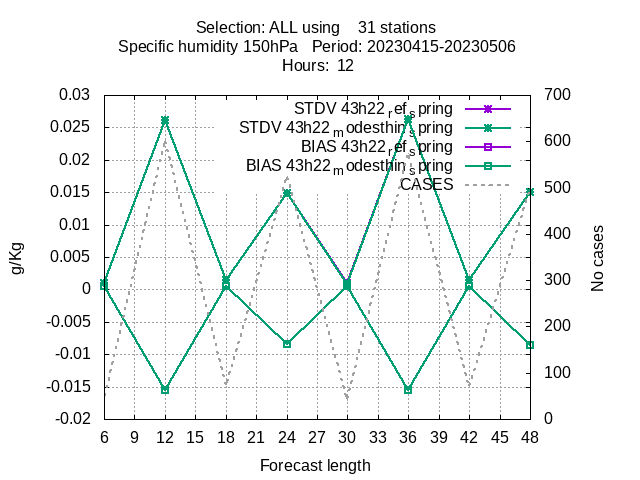 Selection: ALL using    31 stations
Specific humidity 150hPa   Period: 20230415-20230506
Hours:  12
0.03
0.025
0.02
0.015
0.01
0.005
0
-0.005
-0.01
-0.015
-0.02
g/Kg
STDV 43h22_ref_spring
STDV 43h22_modesthin_spring
BIAS 43h22_ref_spring
BIAS 43h22_modesthin_spring
CASES
700
600
500
400
300
200
100
0
No cases
6 9 12 15 18 21 24 27 30 33 36 39 42 45 48
Forecast length